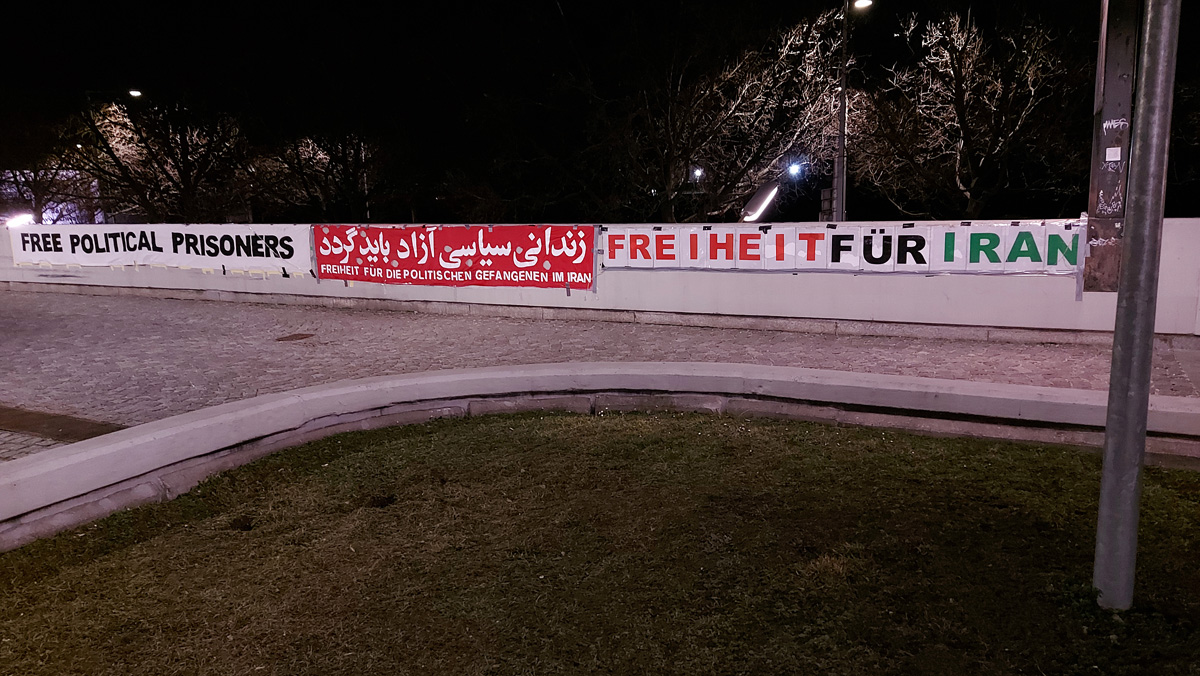 FREE POLITICAL PRISONERS
زندانی سیاسی آزاد باید گردد
FREIHEIT FÜR DIE POLITISCHEN GEFANGENEN IM IRAN
FREIHEIT FÜR IRAN